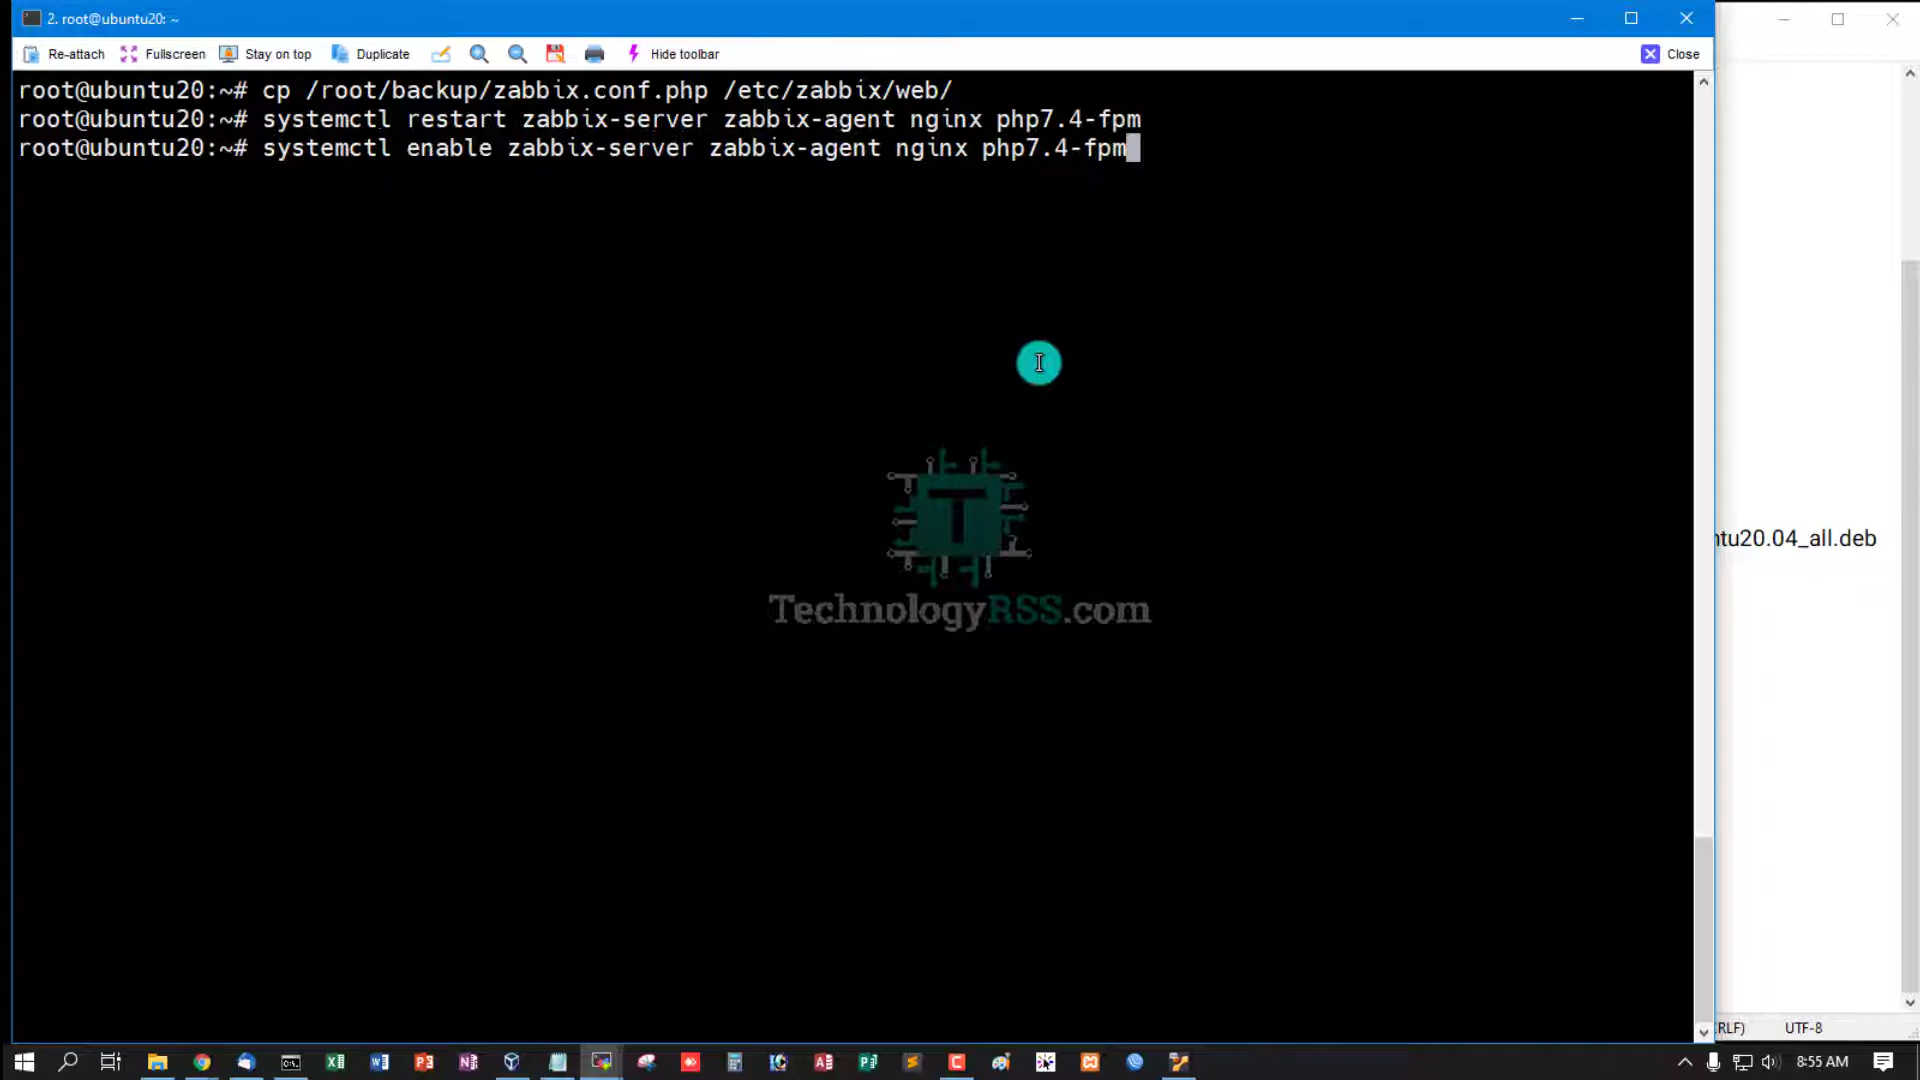 2. root@ubuntu20: ~
Re-attach Fullscreen Stay on top Duplicate Hide toolbar Close
root@ubuntu20:~# cp /root/backup/zabbix.conf.php /etc/zabbix/web/
root@ubuntu20:~# systemctl restart zabbix-server zabbix-agent nginx php7.4-fpm
root@ubuntu20:~# systemctl enable zabbix-server zabbix-agent nginx php7.4-fpm
ntu20.04_all.deb
T
TechnologyRSS.com
RLF) UTF-8
8:55 AM